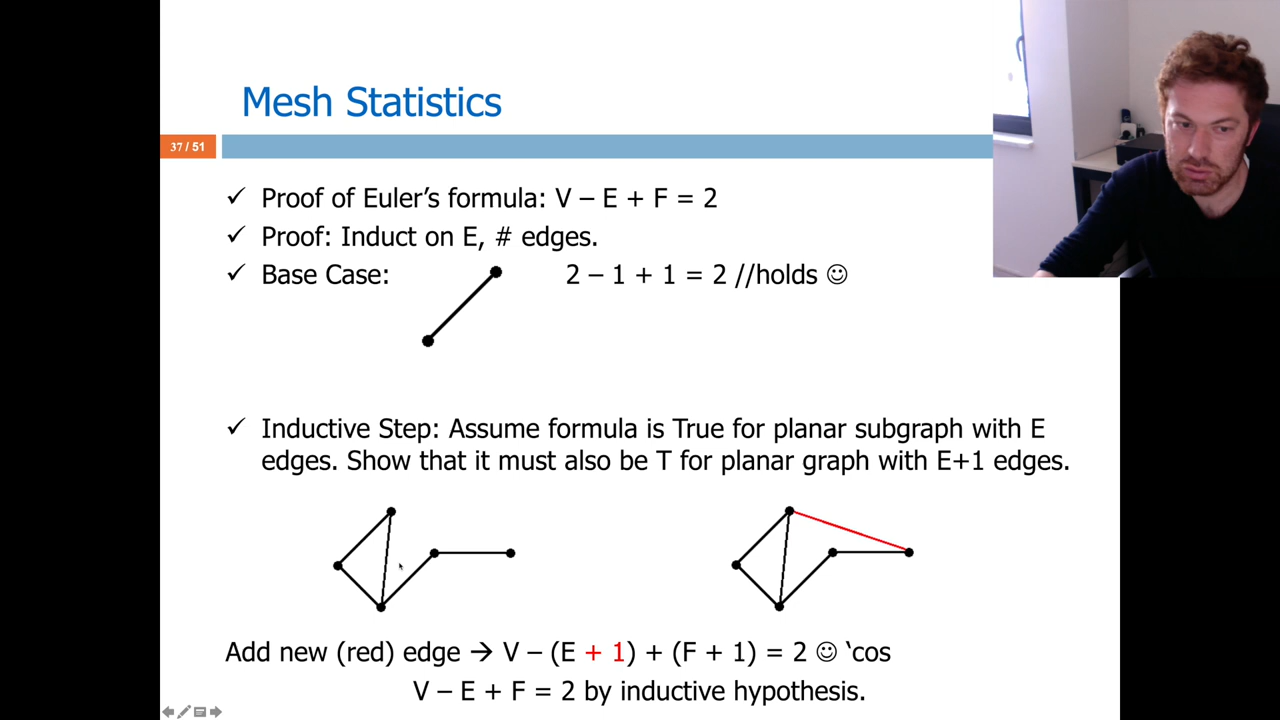 Mesh Statistics
37 / 51
✓ Proof of Euler’s formula: V – E + F = 2
✓ Proof: Induct on E, # edges.
✓ Base Case: 2 – 1 + 1 = 2 //holds ☺
✓ Inductive Step: Assume formula is True for planar subgraph with E
edges. Show that it must also be T for planar graph with E+1 edges.
Add new (red) edge → V – (E + 1) + (F + 1) = 2 ☺ ‘cos
V – E + F = 2 by inductive hypothesis.